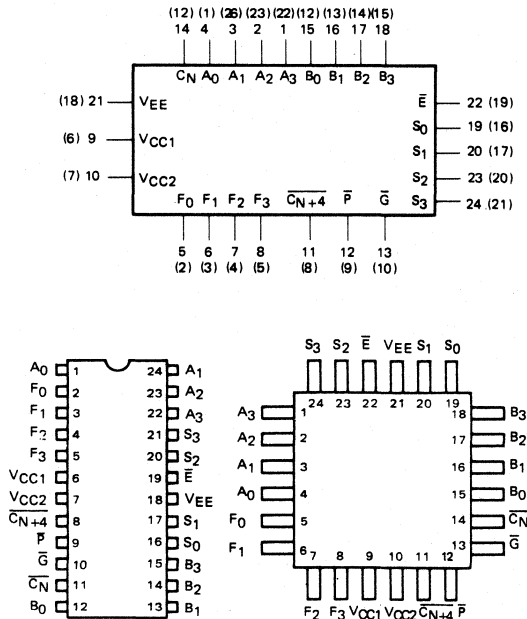 (12) (1) (26) (23) (22) (12) (13) (14) (15)
14 4 3 2 1 15 16 17 18
CN A0 A1 A2 A3 B0 B1 B2 B3
(18) 21 VEE
(6) 9 VCC1
(7) 10 VCC2
E̅ 22 (19)
S0 19 (16)
S1 20 (17)
S2 23 (20)
S3 24 (21)
F0 F1 F2 F3 C̅N̅+̅4̅ P̅ G̅
5 6 7 8 11 12 13
(2) (3) (4) (5) (8) (9) (10)
A0 1 24 A1
F0 2 23 A2
F1 3 22 A3
F2 4 21 S3
F3 5 20 S2
VCC1 6 19 E̅
VCC2 7 18 VEE
C̅N̅+̅4̅ 8 17 S1
P̅ 9 16 S0
G̅ 10 15 B3
C̅N̅ 11 14 B2
B0 12 13 B1
S3 S2 E̅ VEE S1 S0
24 23 22 21 20 19
A3 1 18 B3
A2 2 17 B2
A1 3 16 B1
A0 4 15 B0
F0 5 14 C̅N̅
F1 6 13 G̅
7 8 9 10 11 12
F2 F3 VCC1 VCC2 C̅N̅+̅4̅ P̅